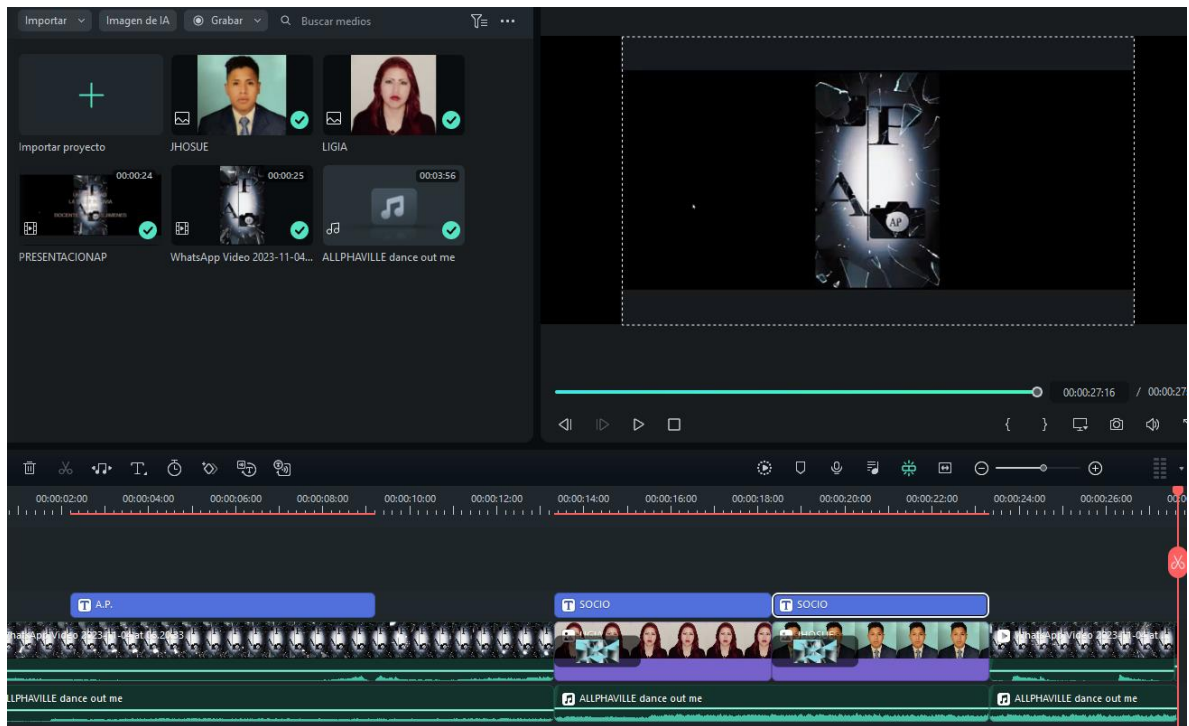 Importar
Imagen de IA
Grabar
Buscar medios
Importar proyecto
JHOSUE
LIGIA
00:00:24
00:00:25
00:03:56
PRESENTACIONAP
WhatsApp Video 2023-11-04...
ALLPHAVILLE dance out me
P
A
AP
00:00:27:16 / 00:00:27
00:00:02:00 00:00:04:00 00:00:06:00 00:00:08:00 00:00:10:00 00:00:12:00 00:00:14:00 00:00:16:00 00:00:18:00 00:00:20:00 00:00:22:00 00:00:24:00 00:00:26:00
A.P.
SOCIO
SOCIO
LIGIA
JHOSUE
LLPHAVILLE dance out me
ALLPHAVILLE dance out me
ALLPHAVILLE dance out me